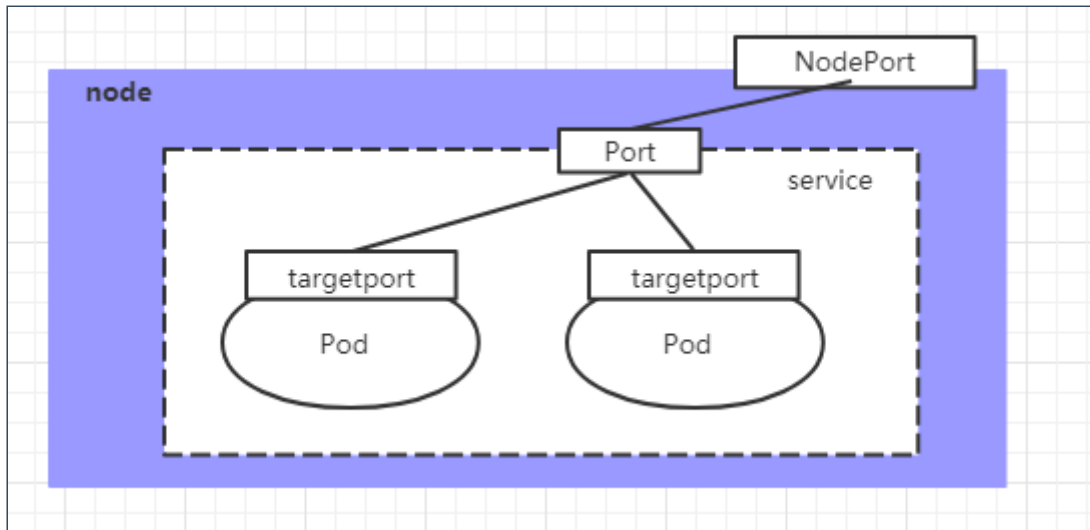 NodePort
node
Port
service
targetport
targetport
Pod
Pod